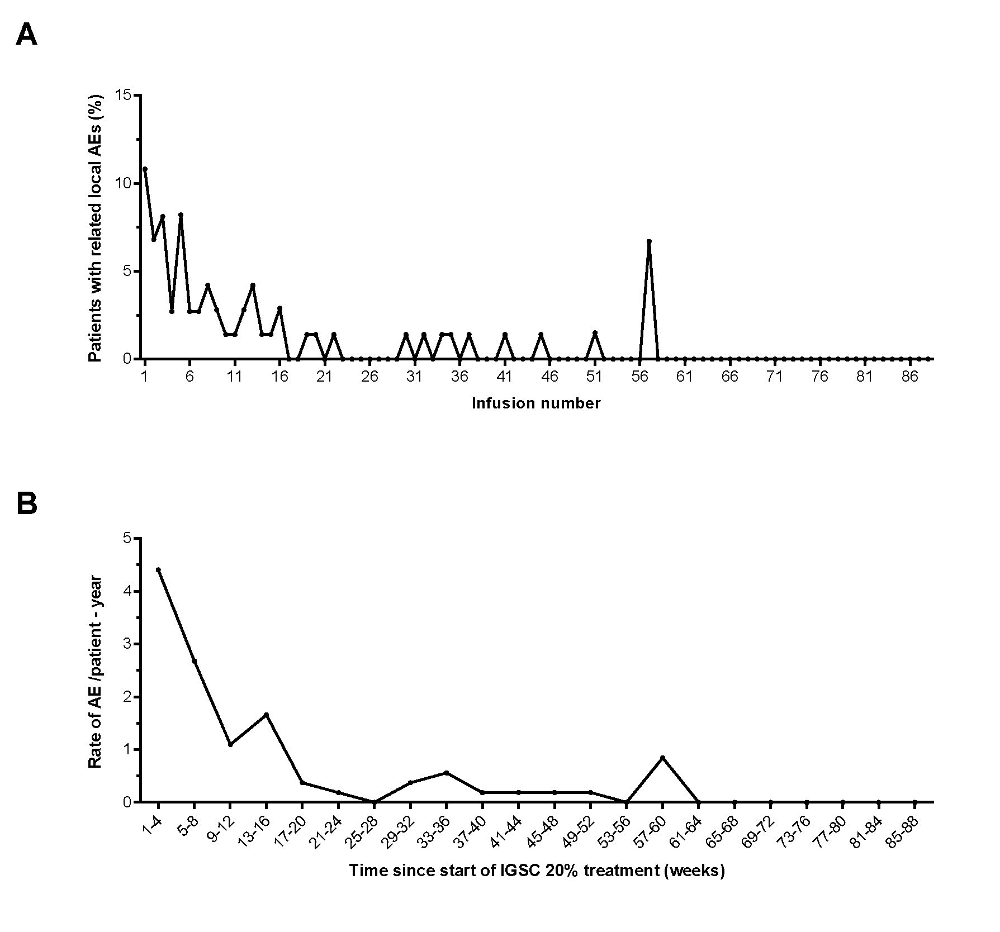 A
Patients with related local AEs (%)
15
10
5
0
1 6 11 16 21 26 31 36 41 46 51 56 61 66 71 76 81 86
Infusion number
B
Rate of AE /patient - year
5
4
3
2
1
0
1-4 5-8 9-12 13-16 17-20 21-24 25-28 29-32 33-36 37-40 41-44 45-48 49-52 53-56 57-60 61-64 65-68 69-72 73-76 77-80 81-84 85-88
Time since start of IGSC 20% treatment (weeks)